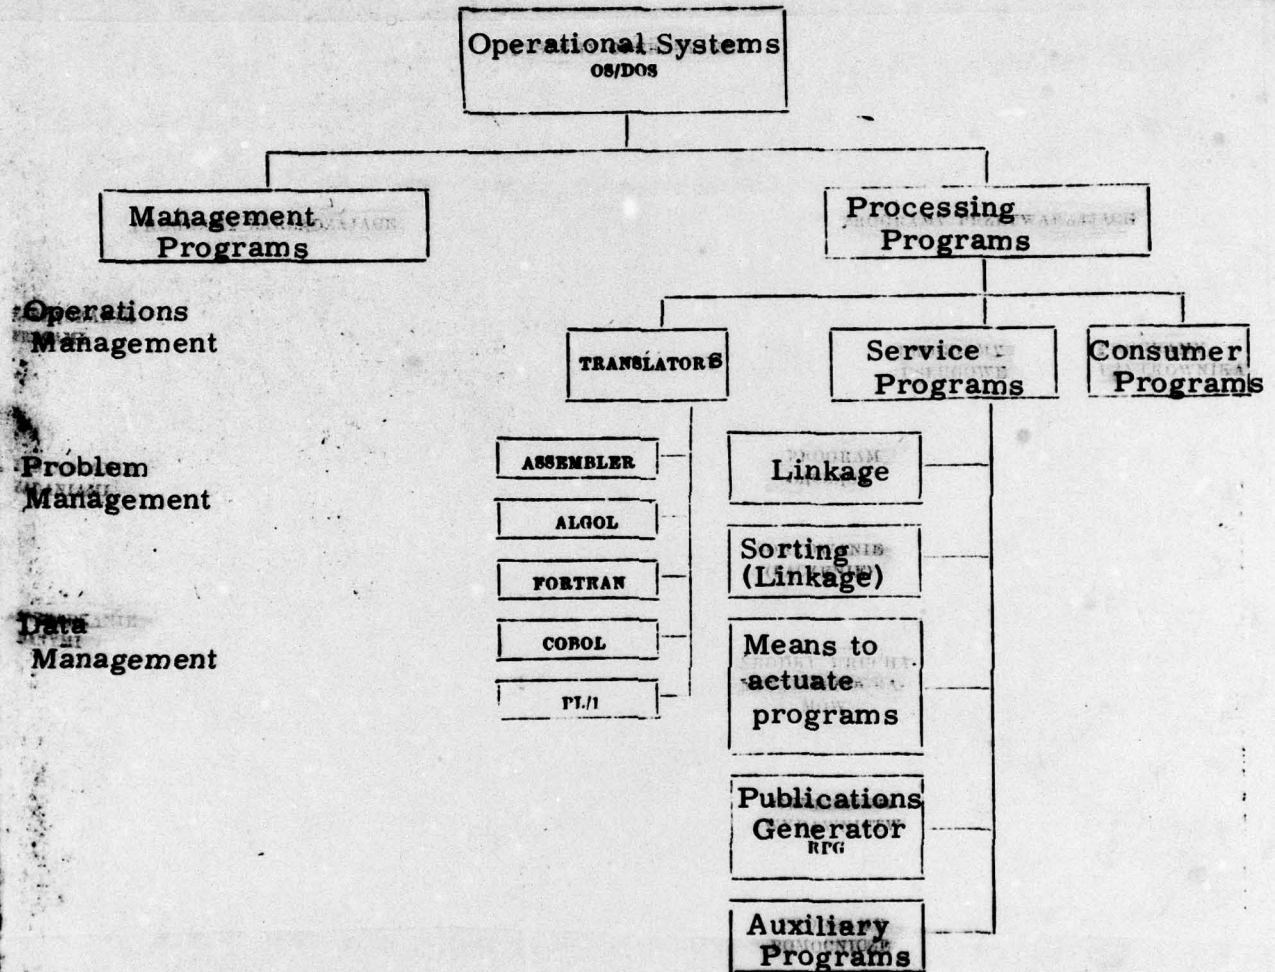 Operational Systems
OS/DOS
Management
Programs
Processing
Programs
Operations
Management
TRANSLATORS
Service
Programs
Consumer
Programs
Problem
Management
ASSEMBLER
ALGOL
FORTRAN
COBOL
PL/1
Linkage
Sorting
(Linkage)
Data
Management
Means to
actuate
programs
Publications
Generator
RPG
Auxiliary
Programs